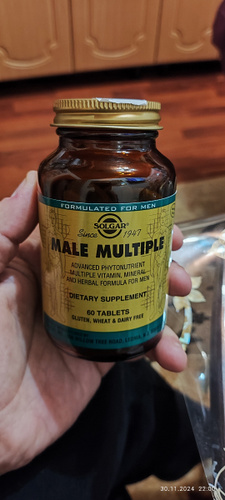 FORMULATED FOR MEN
SOLGAR
Since 1947
MALE MULTIPLE
ADVANCED PHYTONUTRIENT
MULTIPLE VITAMIN, MINERAL
AND HERBAL FORMULA FOR MEN
DIETARY SUPPLEMENT
60 TABLETS
GLUTEN, WHEAT & DAIRY FREE
30.11.2024 22:00